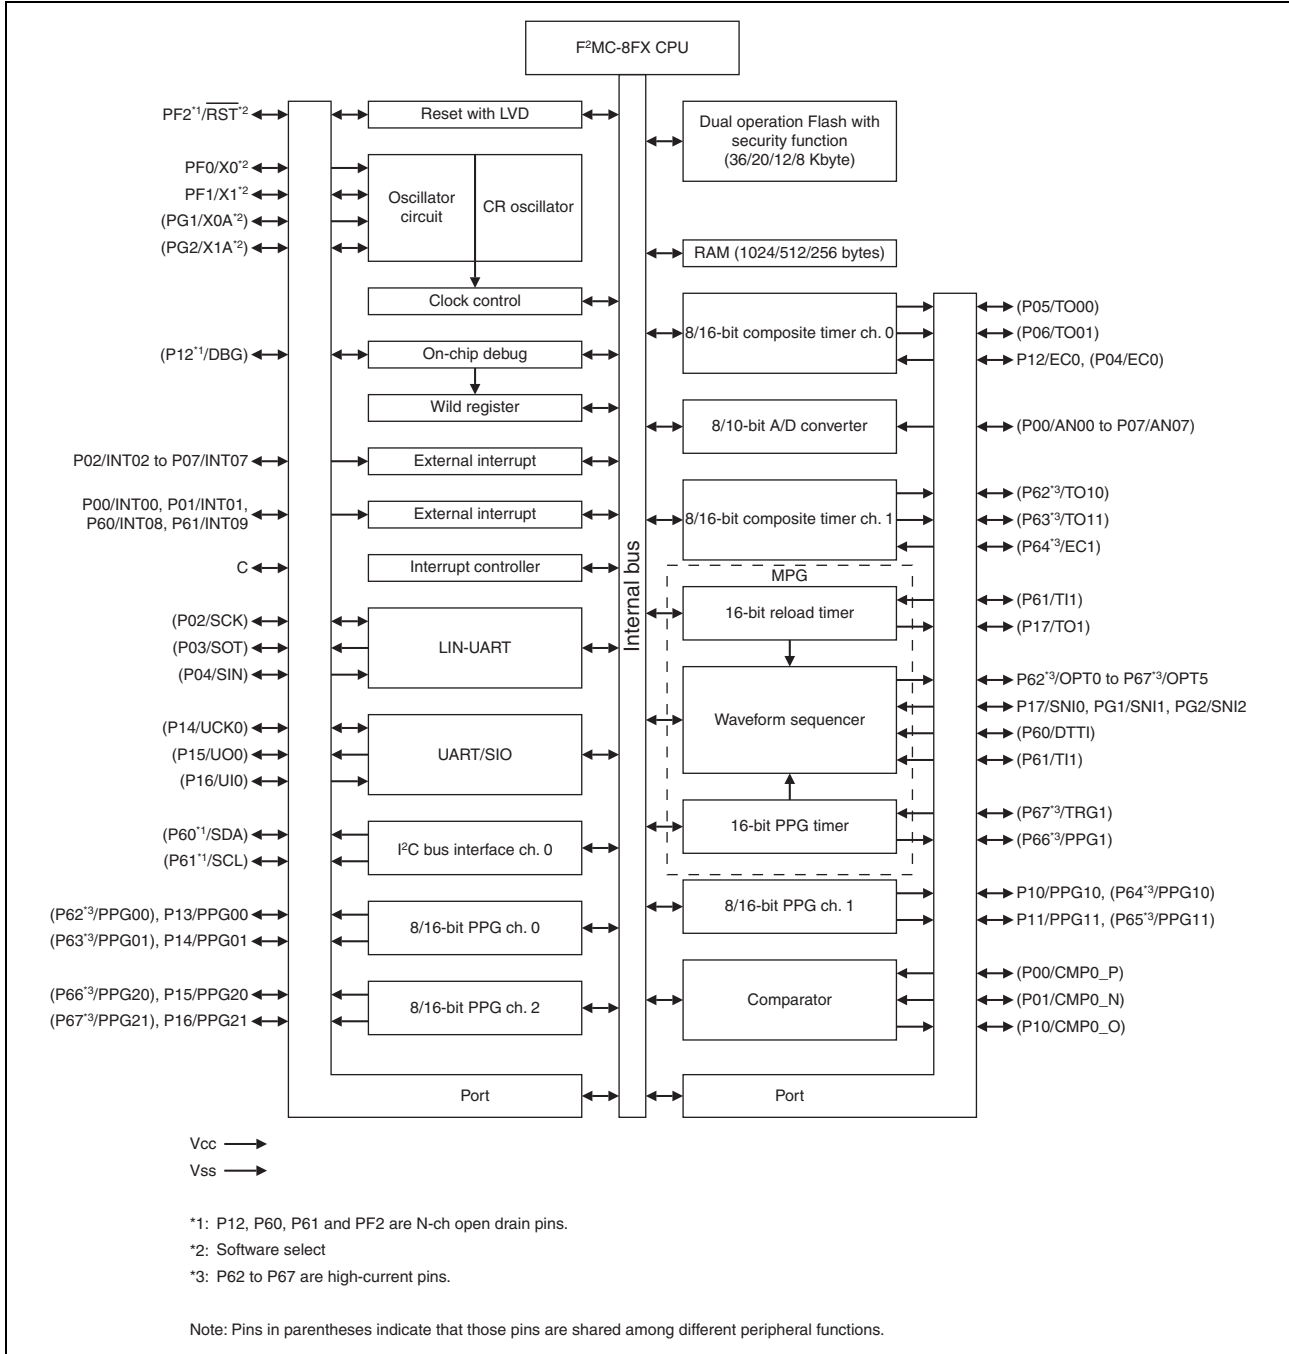 F²MC-8FX CPU
PF2*1/RST*2
Reset with LVD
Dual operation Flash with
security function
(36/20/12/8 Kbyte)
PF0/X0*2
PF1/X1*2
(PG1/X0A*2)
(PG2/X1A*2)
Oscillator
circuit
CR oscillator
RAM (1024/512/256 bytes)
Clock control
8/16-bit composite timer ch. 0
(P05/TO00)
(P06/TO01)
P12/EC0, (P04/EC0)
(P12*1/DBG)
On-chip debug
Wild register
8/10-bit A/D converter
(P00/AN00 to P07/AN07)
P02/INT02 to P07/INT07
External interrupt
P00/INT00, P01/INT01,
P60/INT08, P61/INT09
External interrupt
8/16-bit composite timer ch. 1
(P62*3/TO10)
(P63*3/TO11)
(P64*3/EC1)
C
Interrupt controller
Internal bus
MPG
16-bit reload timer
(P61/TI1)
(P17/TO1)
(P02/SCK)
(P03/SOT)
(P04/SIN)
LIN-UART
Waveform sequencer
P62*3/OPT0 to P67*3/OPT5
P17/SNI0, PG1/SNI1, PG2/SNI2
(P60/DTTI)
(P61/TI1)
(P14/UCK0)
(P15/UO0)
(P16/UI0)
UART/SIO
16-bit PPG timer
(P67*3/TRG1)
(P66*3/PPG1)
(P60*1/SDA)
(P61*1/SCL)
I²C bus interface ch. 0
8/16-bit PPG ch. 1
P10/PPG10, (P64*3/PPG10)
P11/PPG11, (P65*3/PPG11)
(P62*3/PPG00), P13/PPG00
(P63*3/PPG01), P14/PPG01
8/16-bit PPG ch. 0
Comparator
(P00/CMP0_P)
(P01/CMP0_N)
(P10/CMP0_O)
(P66*3/PPG20), P15/PPG20
(P67*3/PPG21), P16/PPG21
8/16-bit PPG ch. 2
Port
Port
Vcc
Vss
*1: P12, P60, P61 and PF2 are N-ch open drain pins.
*2: Software select
*3: P62 to P67 are high-current pins.
Note: Pins in parentheses indicate that those pins are shared among different peripheral functions.